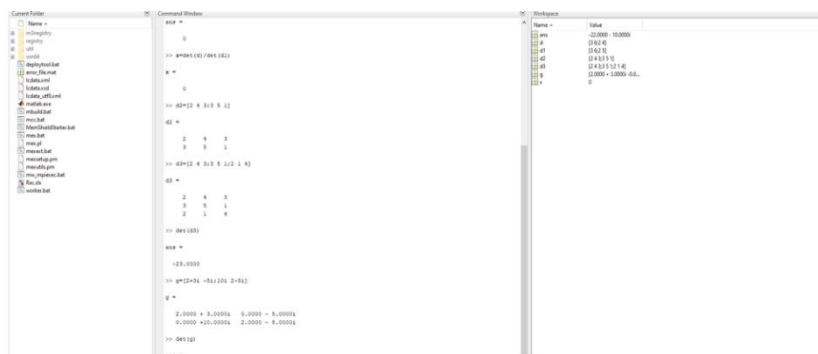 Current Folder
Name
m3iregistry
registry
util
win64
deploytool.bat
error_file.mat
lcdata.xml
lcdata.xsd
lcdata_utf8.xml
matlab.exe
mbuild.bat
mcc.bat
MemShieldStarter.bat
mex.bat
mex.pl
mexext.bat
mexsetup.pm
mexutils.pm
mw_mpiexec.bat
worker.bat
Command Window
ans =
0
0
>> d2=[2 4 3;3 5 1]
d2 =
2 4 3
3 5 1
>> d3=[2 4 3;3 5 1;2 1 4]
d3 =
2 4 3
3 5 1
2 1 4
>> det(d3)
ans =
-23.0000
>> g=[2+3i -5i;10i 2-8i]
g =
2.0000 + 3.0000i 0.0000 - 5.0000i
0.0000 +10.0000i 2.0000 - 8.0000i
>> det(g)
Workspace
Name Value
ans -22.0000 - 10.0000i
d [3 6;2 4]
d1 [3 6;2 5]
d2 [2 4 3;3 5 1]
d3 [2 4 3;3 5 1;2 1 4]
g [2.0000 + 3.0000i -0.0...
0